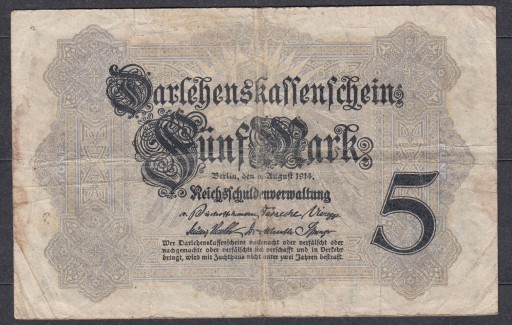 Darlehenskassenschein
Fünf Mark
Berlin, den 5. August 1914.
Reichsschuldenverwaltung
Wer Darlehenskassenscheine nachmacht oder verfälscht oder
nachgemachte oder verfälschte sich verschafft und in Verkehr
bringt, wird mit Zuchthaus nicht unter zwei Jahren bestraft.
5